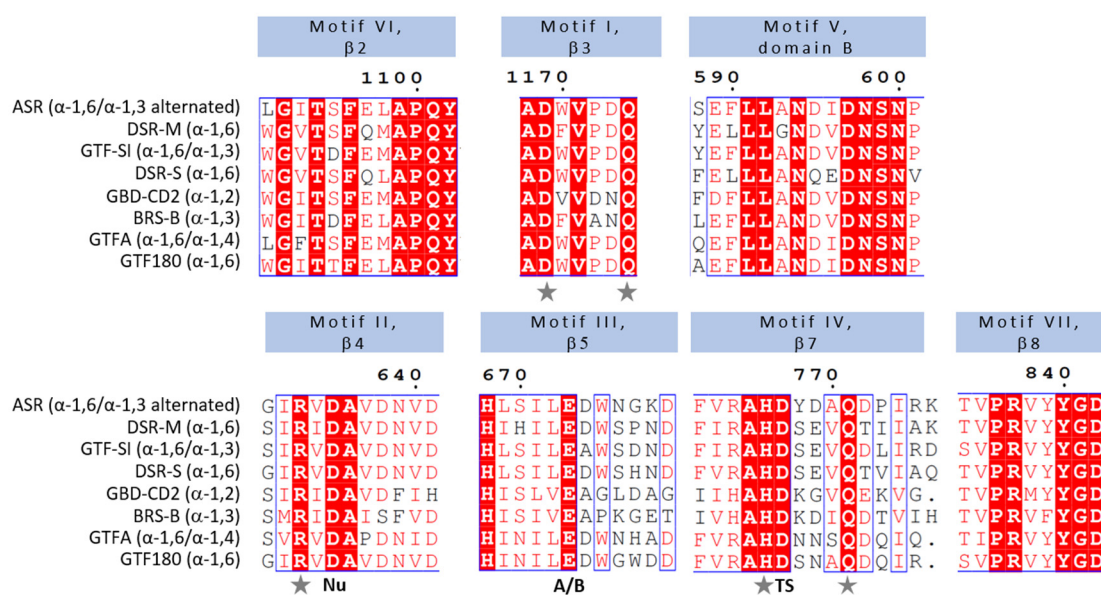 Motif VI, β2
Motif I, β3
Motif V, domain B
1100
1170
590 600
ASR (α-1,6/α-1,3 alternated) LGITSFELAPQY ADWVPDQ SEFLLANDIDNSNP
DSR-M (α-1,6) WGVTSFQMAPQY ADFVPDQ YELLLGNDVDNSNP
GTF-SI (α-1,6/α-1,3) WGVTDFEMAPQY ADWVPDQ YEFLLANDVDNSNP
DSR-S (α-1,6) WGVTSFQLAPQY ADWVPDQ FELLLANQEDNSNV
GBD-CD2 (α-1,2) WGITSFEMAPQY ADVVDNQ FDFLLANDVDNSNP
BRS-B (α-1,3) WGITDFELAPQY ADFVANQ LEFLLANDVDNSNP
GTFA (α-1,6/α-1,4) LGFTSFEMAPQY ADWVPDQ QEFLLANDIDNSNP
GTF180 (α-1,6) WGITTFELAPQY ADWVPDQ AEFLLANDIDNSNP
Motif II, β4
Motif III, β5
Motif IV, β7
Motif VII, β8
640
670
770
840
ASR (α-1,6/α-1,3 alternated) GIRVDAVDNVD HLSILEDWNGKD FVRAHDYDAQDPIRK TVPRVYYGD
DSR-M (α-1,6) SIRIDAVDNVD HIHILEDWSPND FIRAHDSEVQTIIAK TVPRVYYGD
GTF-SI (α-1,6/α-1,3) SIRVDAVDNVD HLSILEAWSDND FIRAHDSEVQDLIRD SVPRVYYGD
DSR-S (α-1,6) GIRVDAVDNVD HLSILEDWSHND FVRAHDSEVQTVIAQ TVPRVYYGD
GBD-CD2 (α-1,2) SIRIDAVDFIH HISLVEAGLDAG IIHAHDKGVQEKVG. TVPRMYYGD
BRS-B (α-1,3) SMRIDAISFVD HISIVEAPKGET IVHAHDKDIQDTVIH TVPRVFYGD
GTFA (α-1,6/α-1,4) SVRVDAPDNID HINILEDWNHAD FVRAHDNNSQDQIQ. TIPRVYYGD
GTF180 (α-1,6) GIRVDAVDNVD HINILEDWGWDD FVRAHDSNAQDQIR. SVPRVYYGD
Nu A/B TS